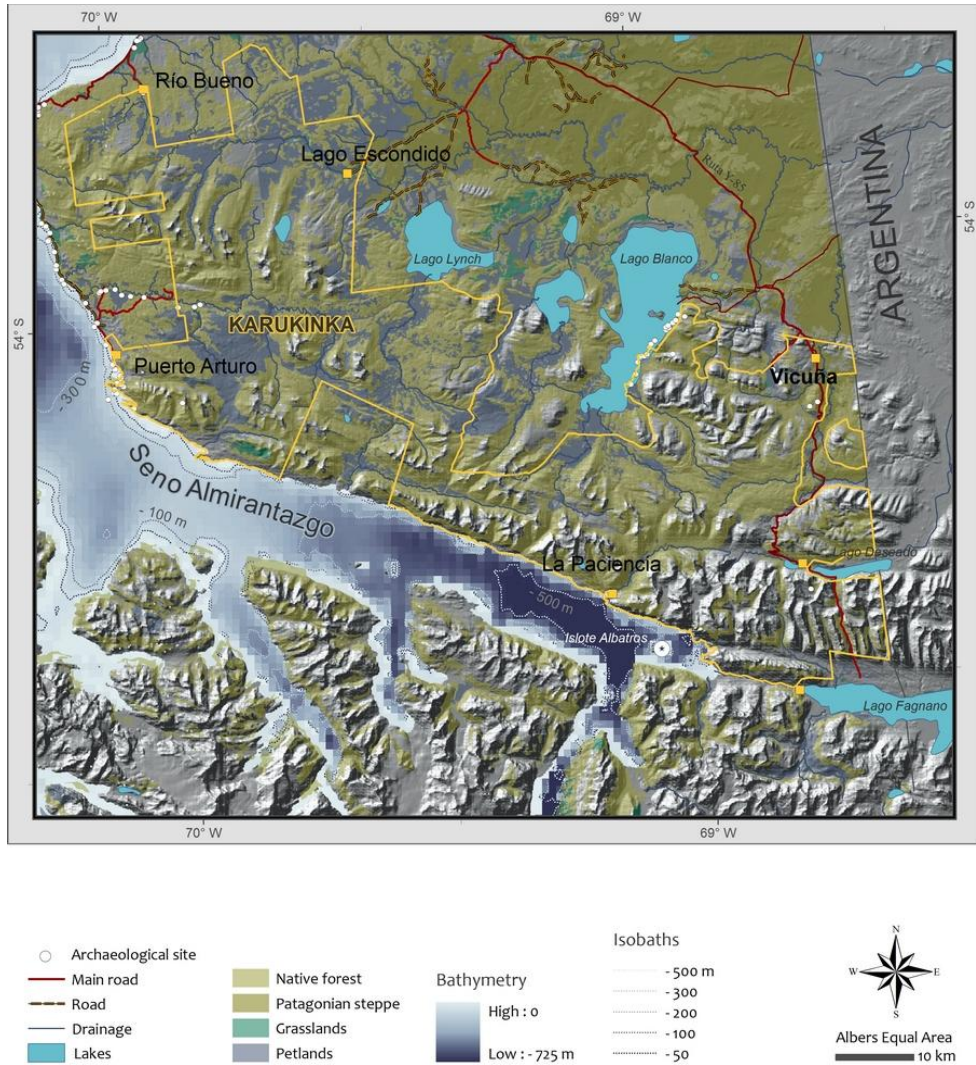 70° W
69° W
Río Bueno
Lago Escondido
Ruta Y-85
ARGENTINA
54° S
Lago Lynch
Lago Blanco
54° S
KARUKINKA
- 300 m
Puerto Arturo
Vicuña
Seno Almirantazgo
- 100 m
Lago Deseado
La Paciencia
- 500 m
Islote Albatros
Lago Fagnano
70° W
69° W
Archaeological site
Main road
Road
Drainage
Lakes
Native forest
Patagonian steppe
Grasslands
Petlands
Bathymetry
High : 0
Low : - 725 m
Isobaths
- 500 m
- 300
- 200
- 100
- 50
N
W
E
S
Albers Equal Area
10 km